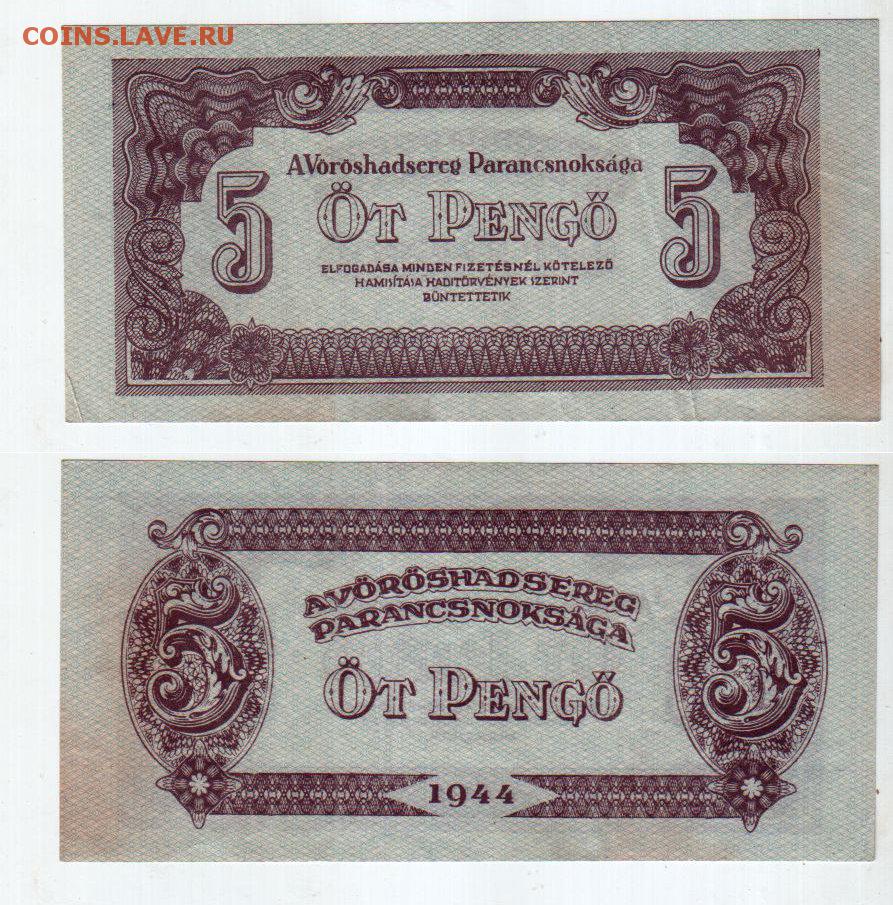 COINS.LAVE.RU
A Vöröshadsereg Parancsnoksága
5 ÖT PENGŐ 5
ELFOGADÁSA MINDEN FIZETÉSNÉL KÖTELEZŐ
HAMISÍTÁSA HADITÖRVÉNYEK SZERINT
BÜNTETTETIK
A VÖRÖSHADSEREG
PARANCSNOKSÁGA
5 ÖT PENGŐ 5
1944